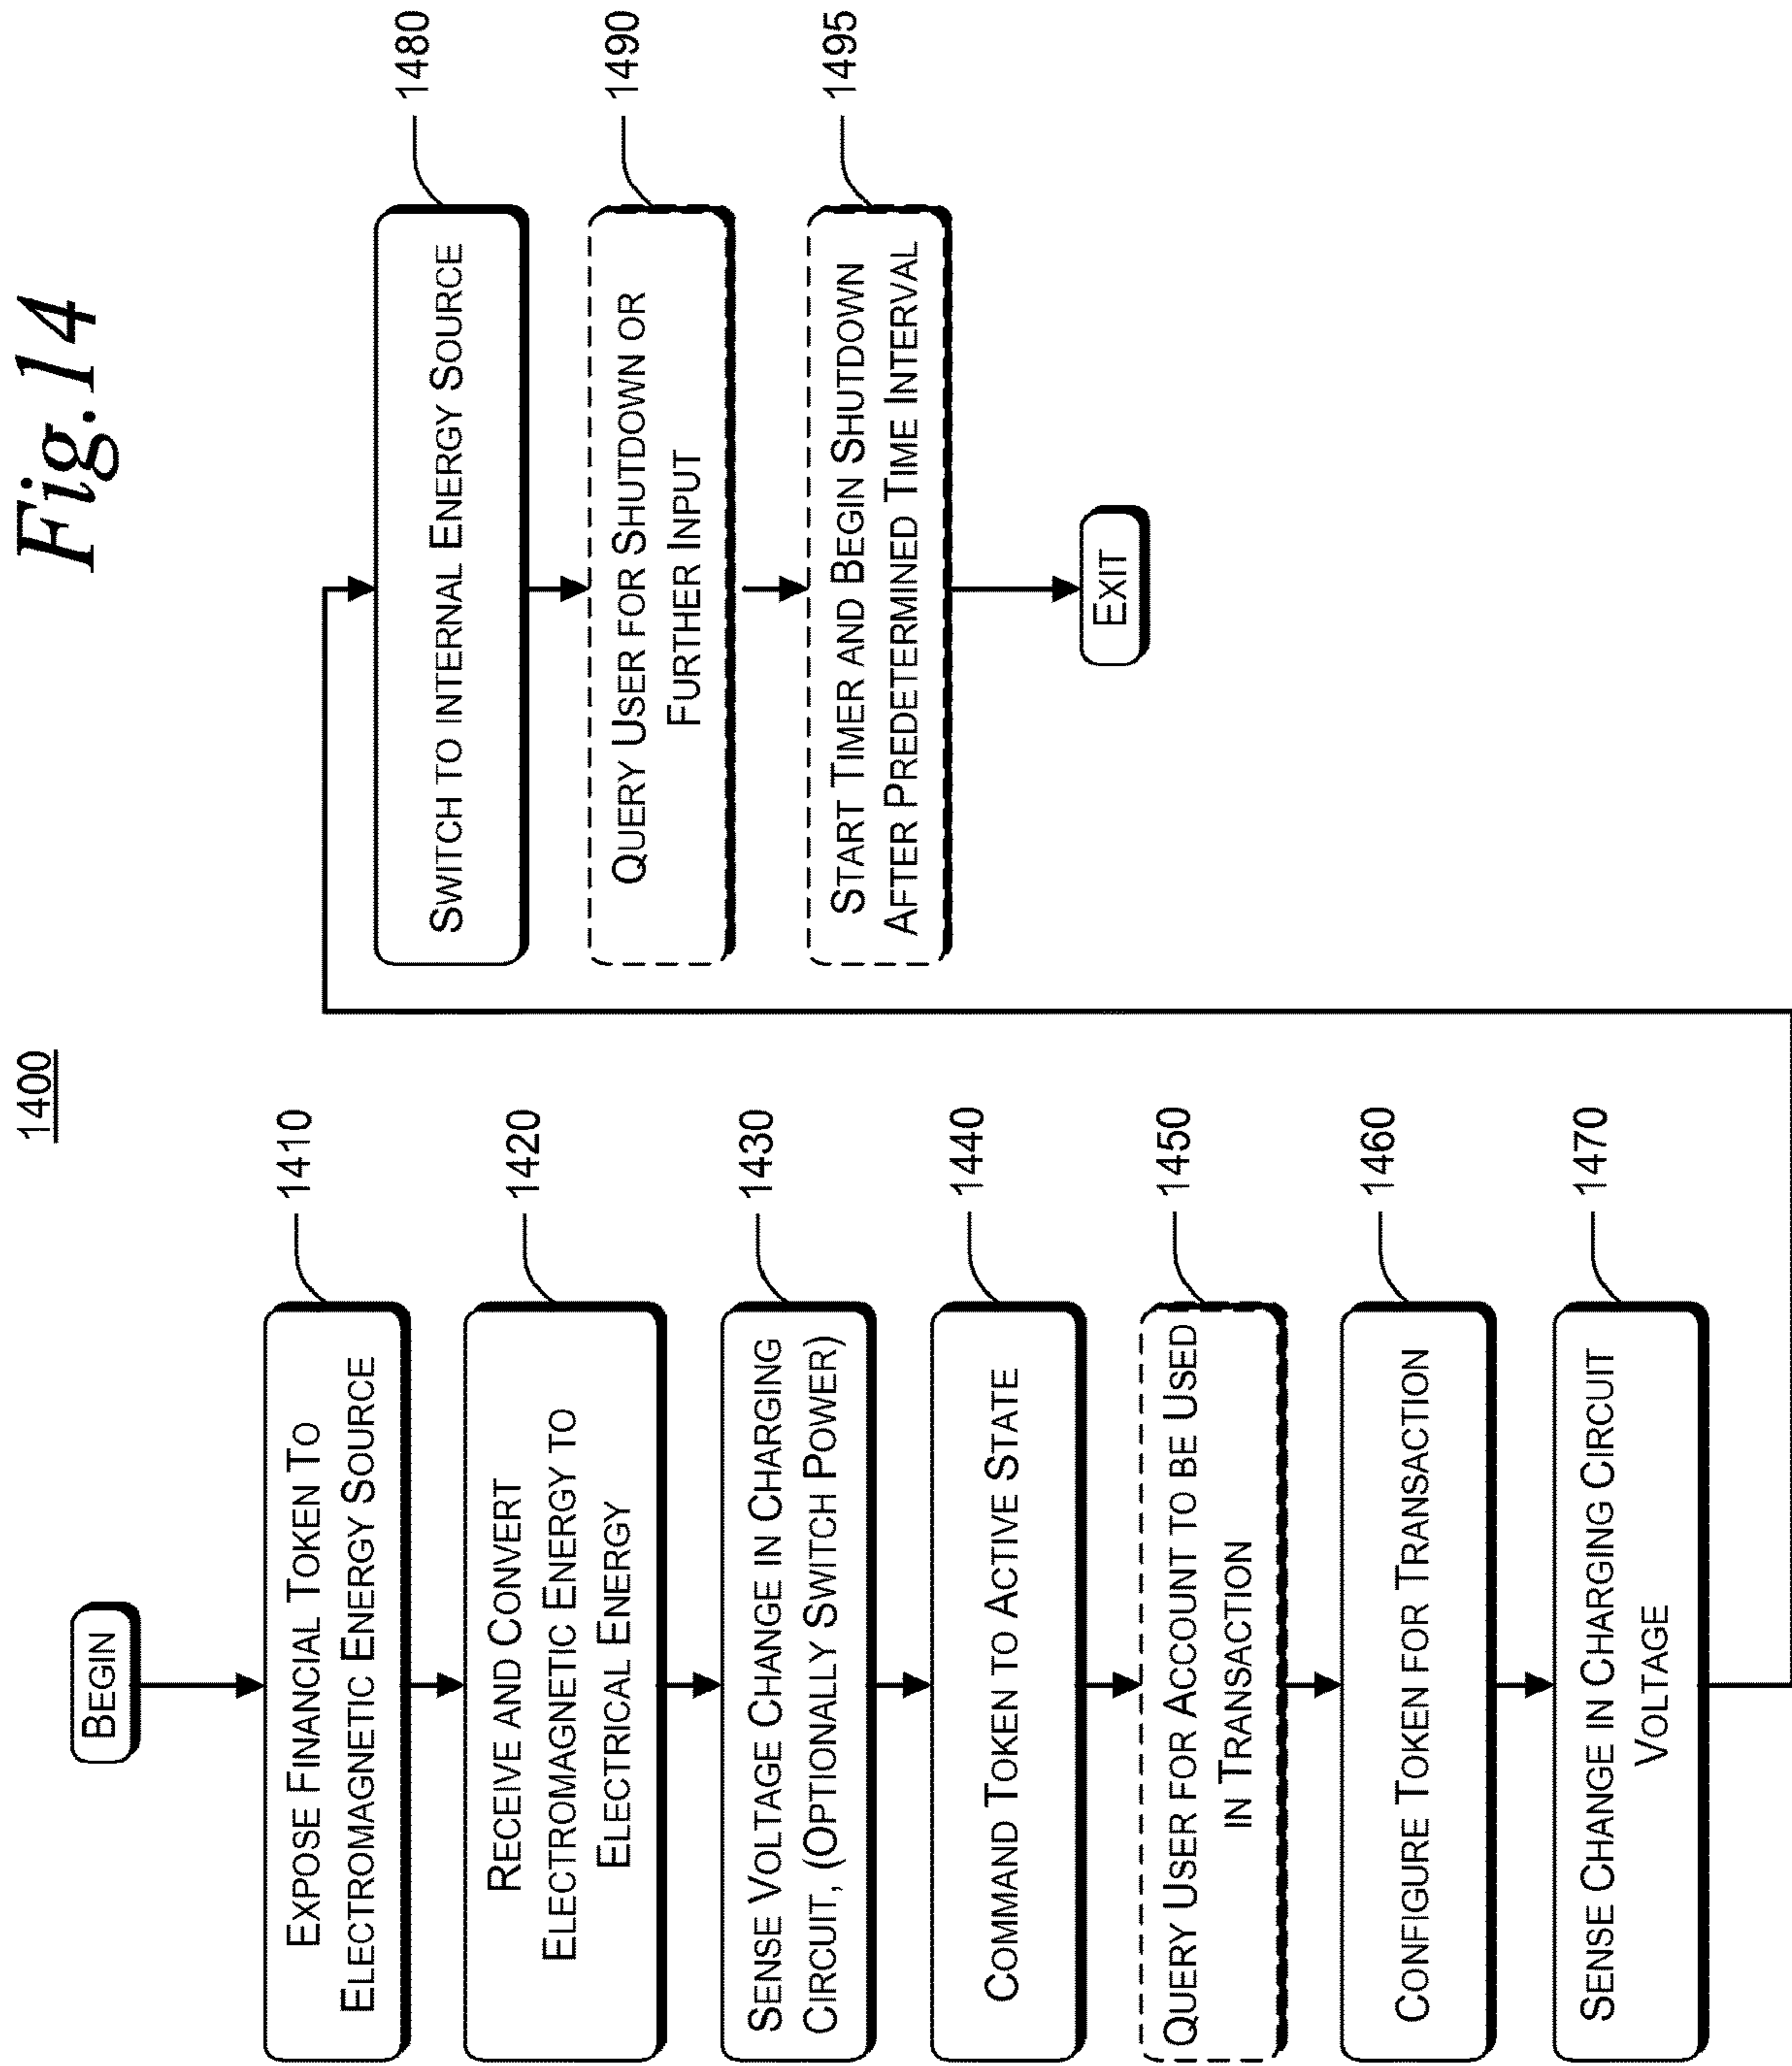 Fig.14
1400
BEGIN
EXPOSE FINANCIAL TOKEN TO
ELECTROMAGNETIC ENERGY SOURCE
1410
RECEIVE AND CONVERT
ELECTROMAGNETIC ENERGY TO
ELECTRICAL ENERGY
1420
SENSE VOLTAGE CHANGE IN CHARGING
CIRCUIT, (OPTIONALLY SWITCH POWER)
1430
COMMAND TOKEN TO ACTIVE STATE
1440
QUERY USER FOR ACCOUNT TO BE USED
IN TRANSACTION
1450
CONFIGURE TOKEN FOR TRANSACTION
1460
SENSE CHANGE IN CHARGING CIRCUIT
VOLTAGE
1470
SWITCH TO INTERNAL ENERGY SOURCE
1480
QUERY USER FOR SHUTDOWN OR
FURTHER INPUT
1490
START TIMER AND BEGIN SHUTDOWN
AFTER PREDETERMINED TIME INTERVAL
1495
EXIT